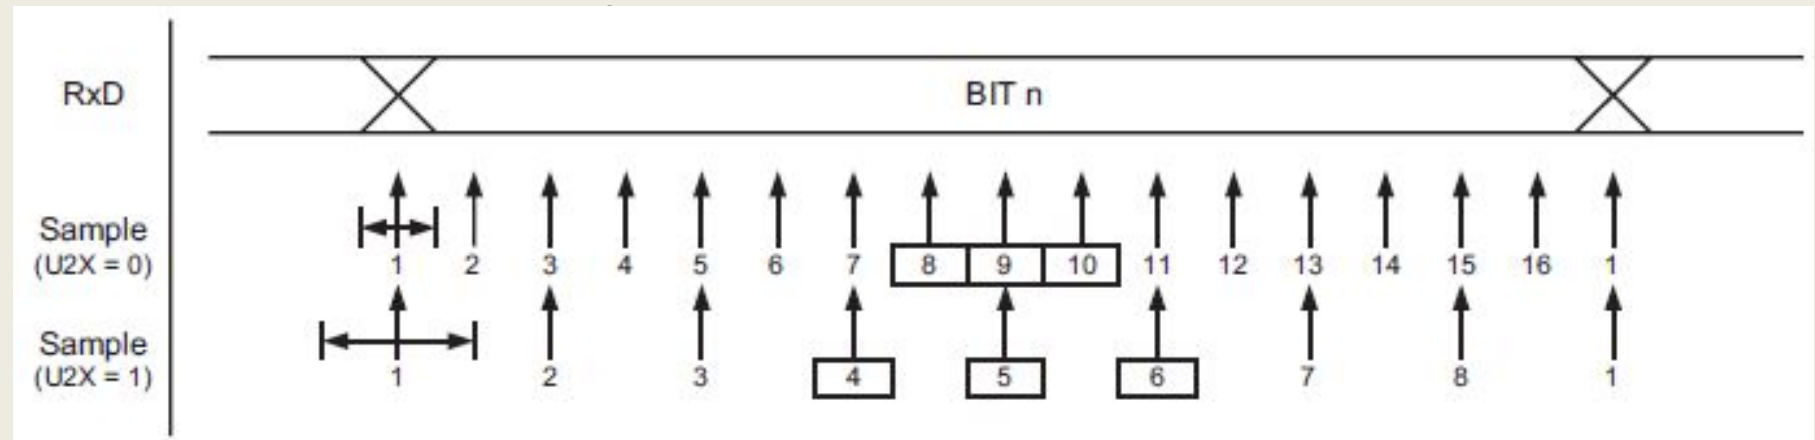 RxD
BIT n
Sample
(U2X = 0)
1 2 3 4 5 6 7 8 9 10 11 12 13 14 15 16 1
Sample
(U2X = 1)
1 2 3 4 5 6 7 8 1